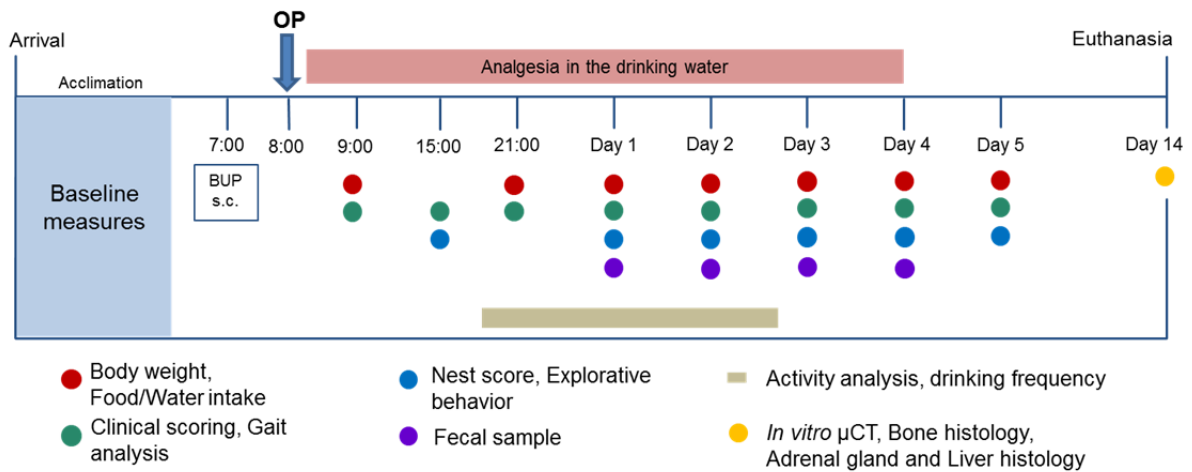 OP
Arrival
Euthanasia
Acclimation
Analgesia in the drinking water
7:00
8:00
9:00
15:00
21:00
Day 1
Day 2
Day 3
Day 4
Day 5
Day 14
Baseline
measures
BUP
s.c.
Body weight,
Food/Water intake
Clinical scoring, Gait
analysis
Nest score, Explorative
behavior
Fecal sample
Activity analysis, drinking frequency
In vitro µCT, Bone histology,
Adrenal gland and Liver histology